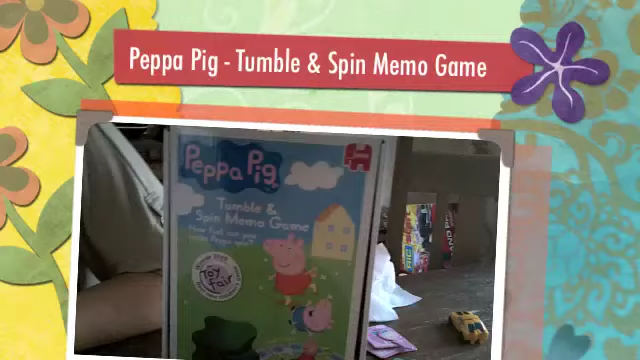 Peppa Pig - Tumble & Spin Memo Game
Peppa Pig
Tumble &
Spin Memo Game
Toy Fair